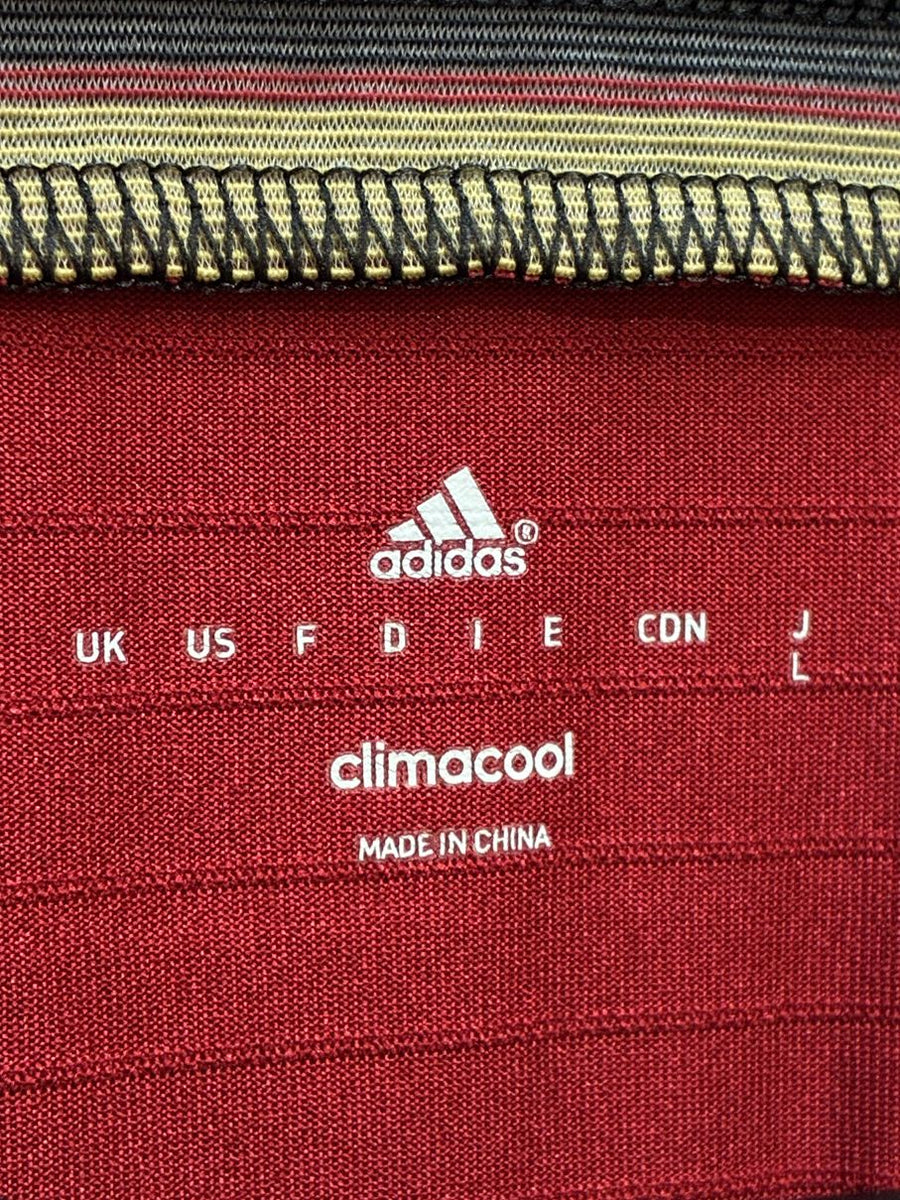 adidas®
UK US F D I E CDN J
L
climacool
MADE IN CHINA